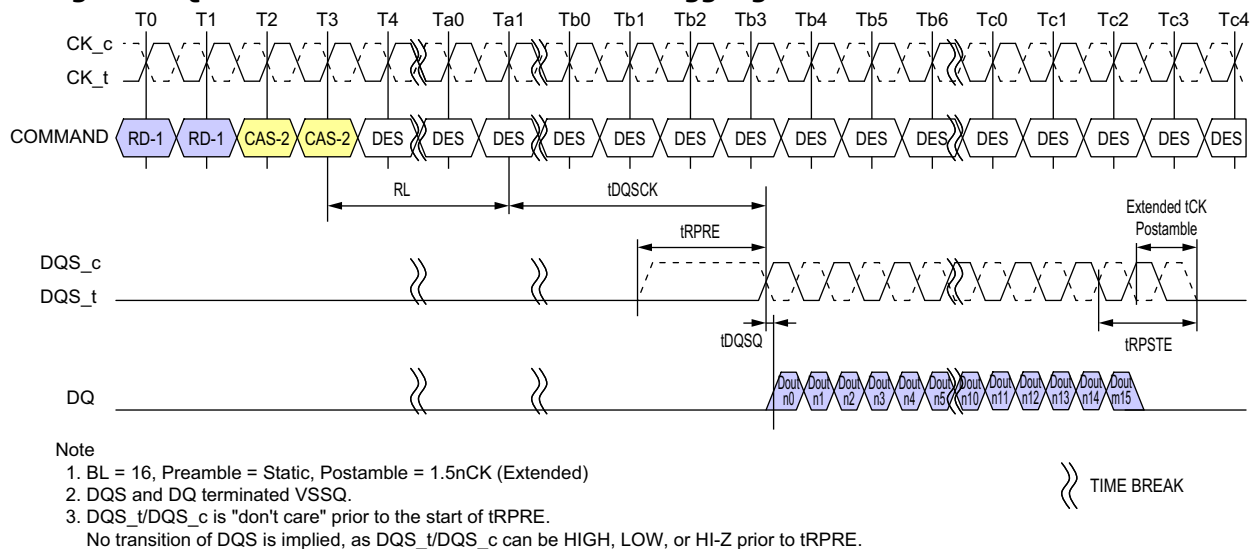 T0 T1 T2 T3 T4 Ta0 Ta1 Tb0 Tb1 Tb2 Tb3 Tb4 Tb5 Tb6 Tc0 Tc1 Tc2 Tc3 Tc4
CK_c
CK_t
COMMAND RD-1 RD-1 CAS-2 CAS-2 DES DES DES DES DES DES DES DES DES DES DES DES DES DES DES
RL tDQSCK
Extended tCK
Postamble
tRPRE
DQS_c
DQS_t
tDQSQ
tRPSTE
DQ
Dout Dout Dout Dout Dout Dout Dout Dout Dout Dout Dout Dout
n0 n1 n2 n3 n4 n5 n10 n11 n12 n13 n14 m15
Note
1. BL = 16, Preamble = Static, Postamble = 1.5nCK (Extended)
2. DQS and DQ terminated VSSQ.
3. DQS_t/DQS_c is "don't care" prior to the start of tRPRE.
No transition of DQS is implied, as DQS_t/DQS_c can be HIGH, LOW, or HI-Z prior to tRPRE.
TIME BREAK